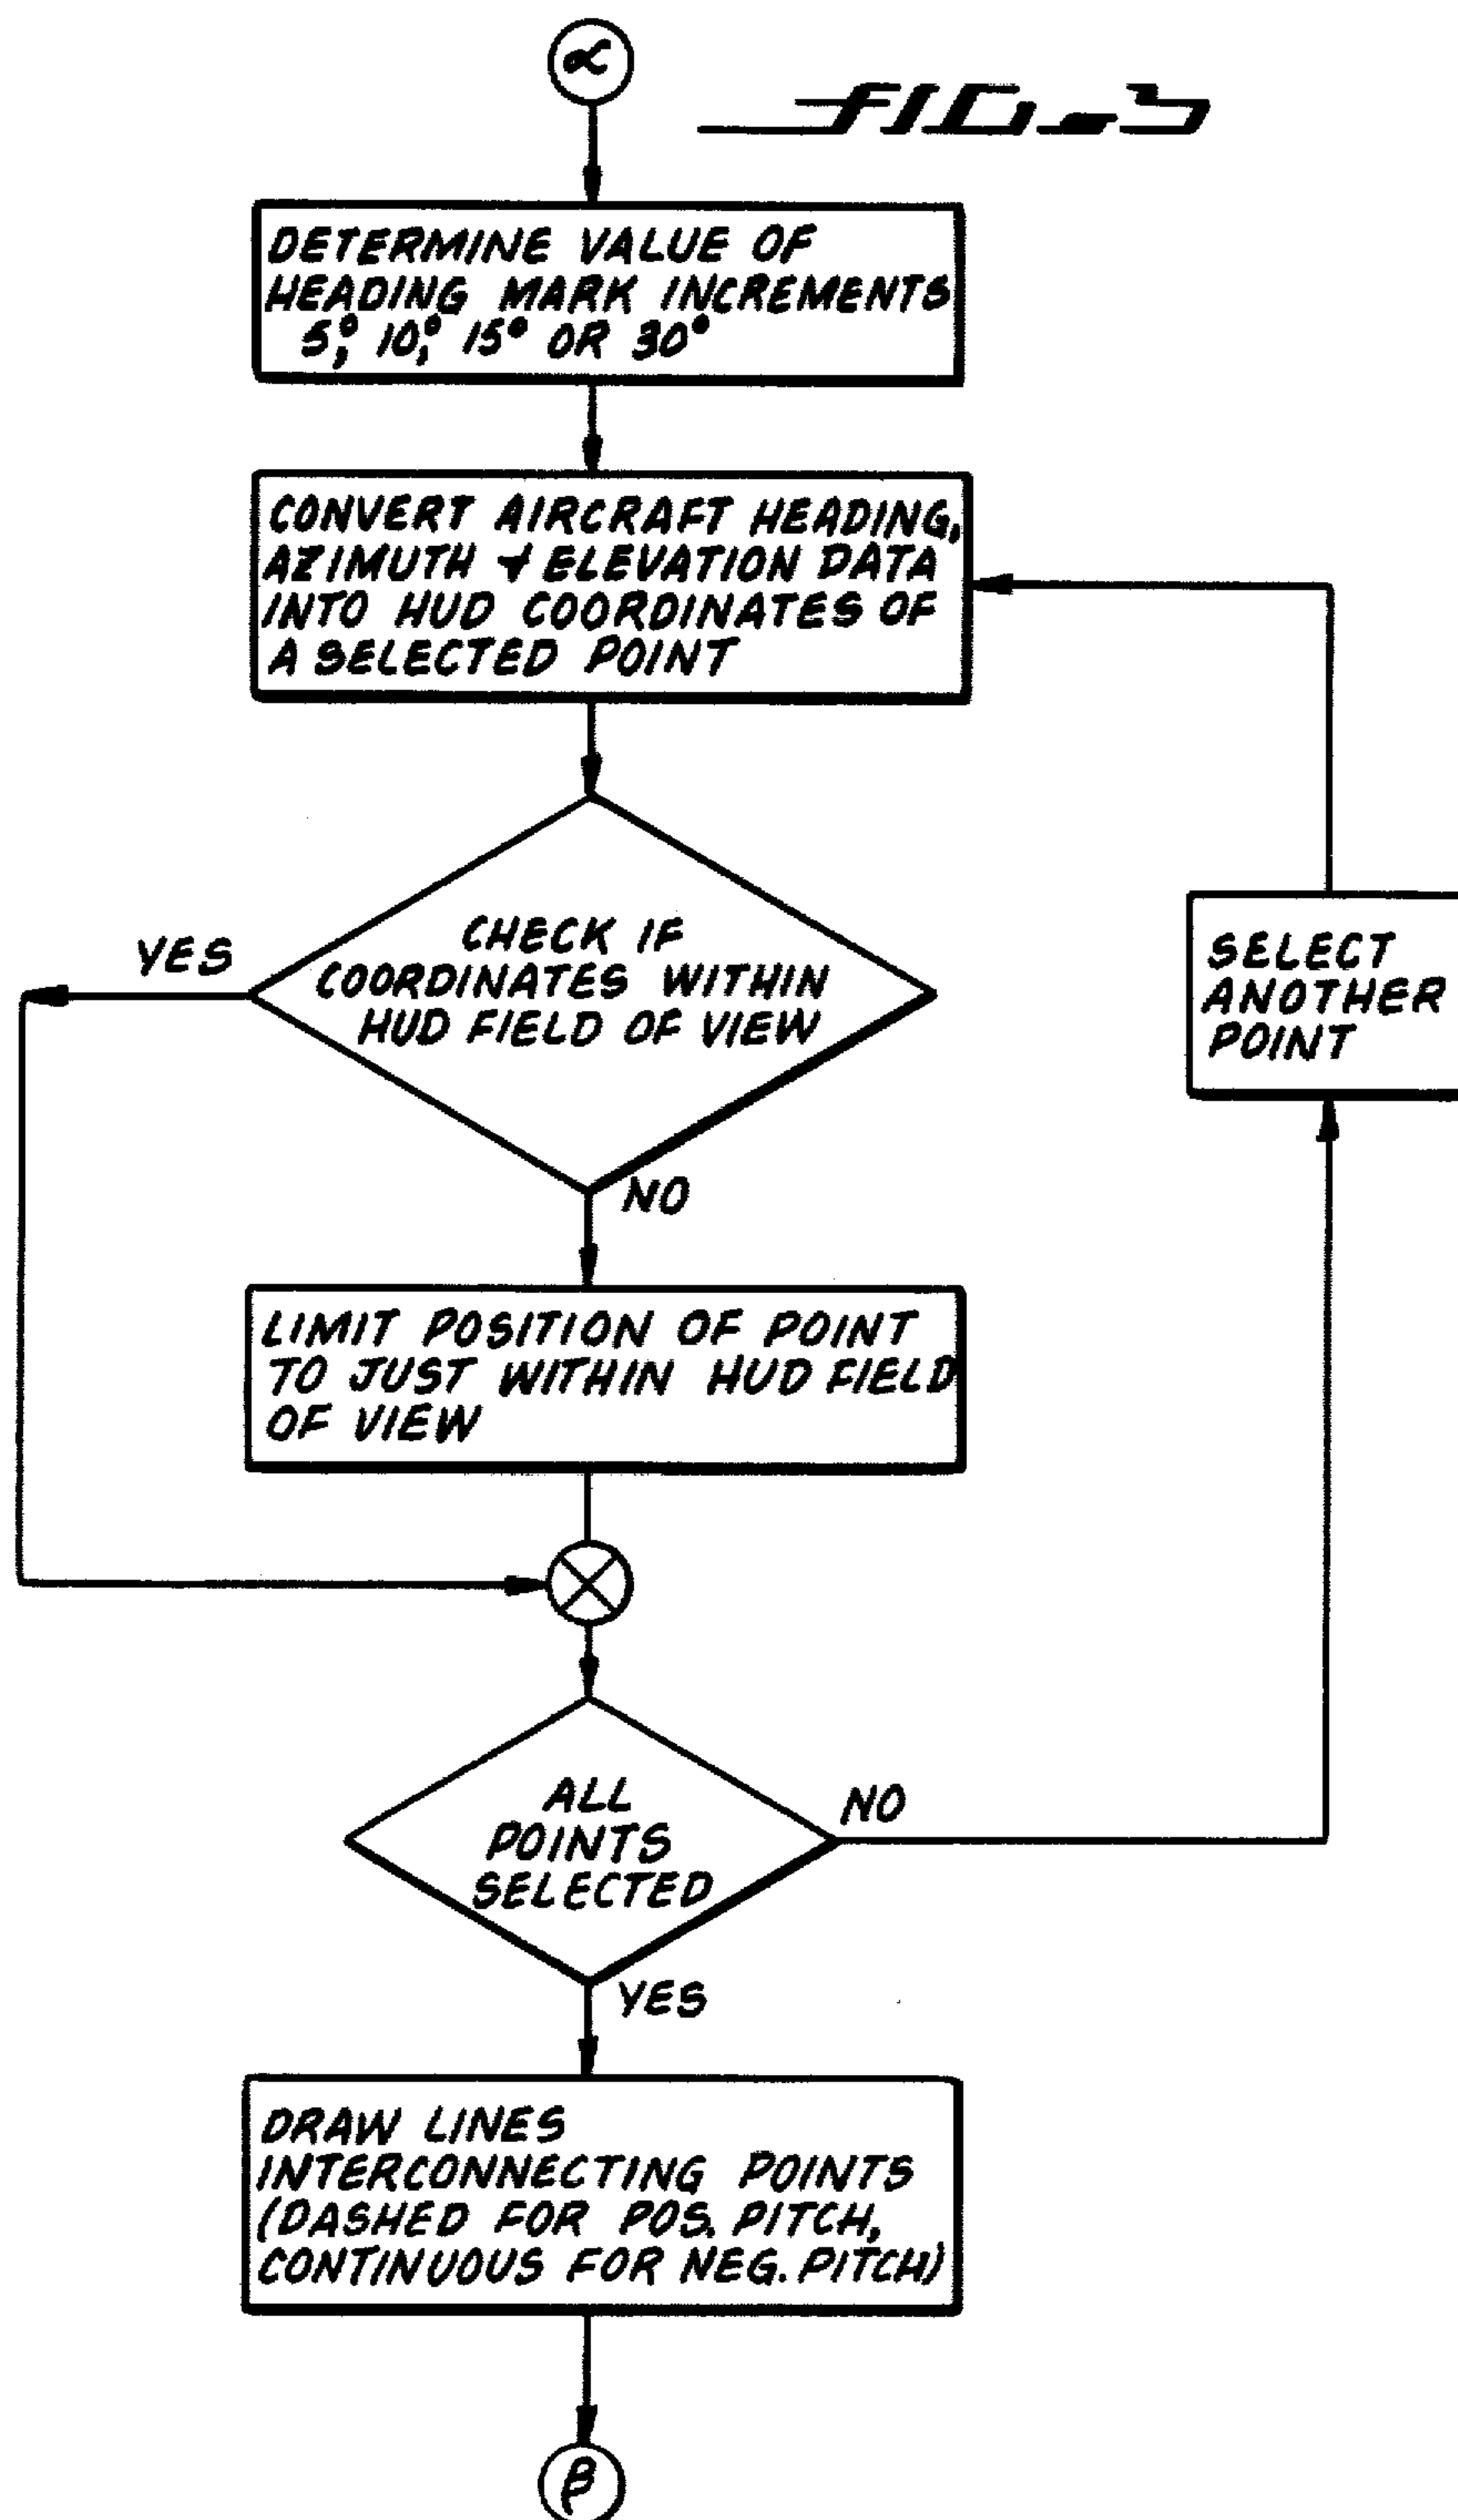 α
FIG. 3
DETERMINE VALUE OF
HEADING MARK INCREMENTS
5°, 10°, 15° OR 30°
CONVERT AIRCRAFT HEADING,
AZIMUTH & ELEVATION DATA
INTO HUD COORDINATES OF
A SELECTED POINT
CHECK IF
COORDINATES WITHIN
HUD FIELD OF VIEW
YES
NO
SELECT
ANOTHER
POINT
LIMIT POSITION OF POINT
TO JUST WITHIN HUD FIELD
OF VIEW
ALL
POINTS
SELECTED
NO
YES
DRAW LINES
INTERCONNECTING POINTS
(DASHED FOR POS. PITCH,
CONTINUOUS FOR NEG. PITCH)
β